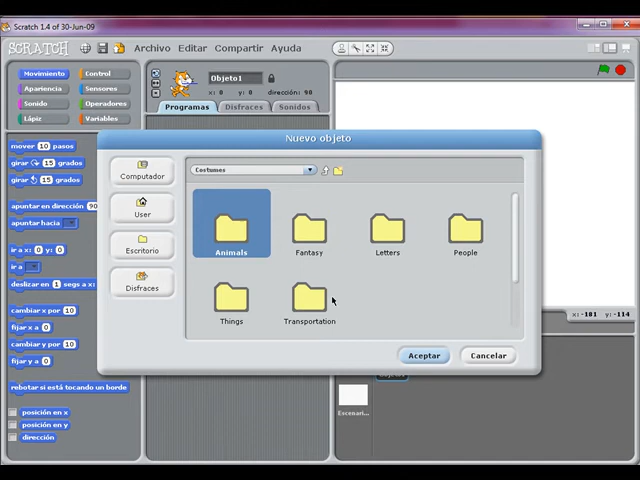 Scratch 1.4 of 30-Jun-09
SCRATCH Archivo Editar Compartir Ayuda
Movimiento Control
Apariencia Sensores
Sonido Operadores
Lápiz Variables
Objeto1
x: 0 y: 0 dirección: 90
Programas Disfraces Sonidos
mover 10 pasos
girar 15 grados
girar 15 grados
apuntar en dirección 90
apuntar hacia
ir a x: 0 y: 0
ir a
deslizar en 1 segs a x:
cambiar x por 10
fijar x a 0
cambiar y por 10
fijar y a 0
rebotar si está tocando un borde
posición en x
posición en y
dirección
Nuevo objeto
Computador
User
Escritorio
Disfraces
Costumes
Animals Fantasy Letters People
Things Transportation
Aceptar Cancelar
x: -181 y: -114
Escenari...